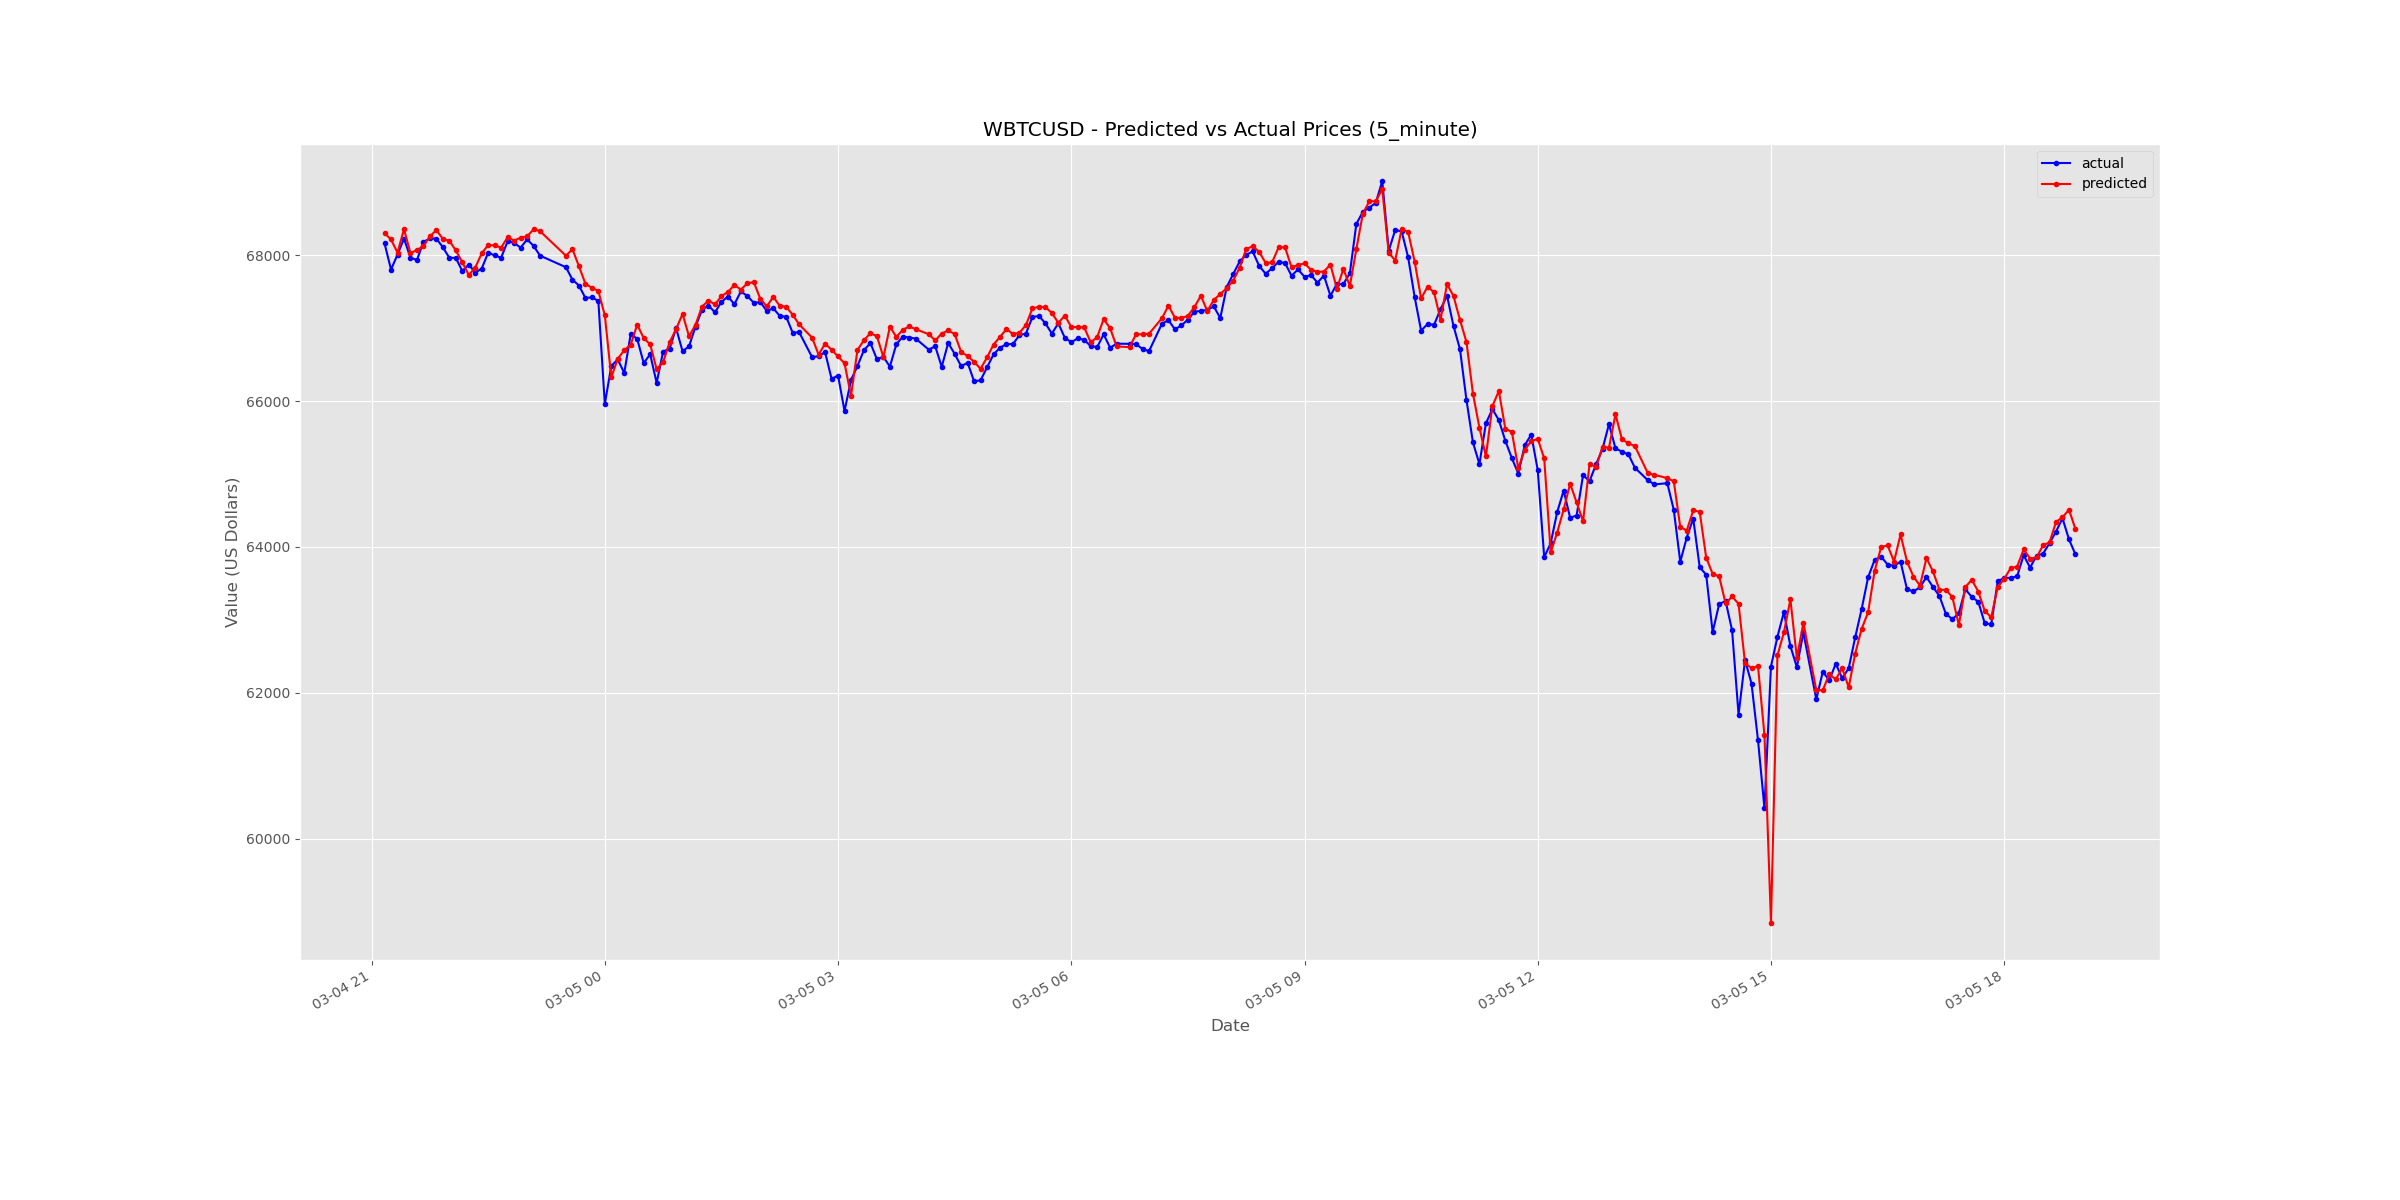 WBTCUSD - Predicted vs Actual Prices (5_minute)
actual
predicted
68000
66000
64000
62000
60000
Value (US Dollars)
03-04 21
03-05 00
03-05 03
03-05 06
03-05 09
03-05 12
03-05 15
03-05 18
Date